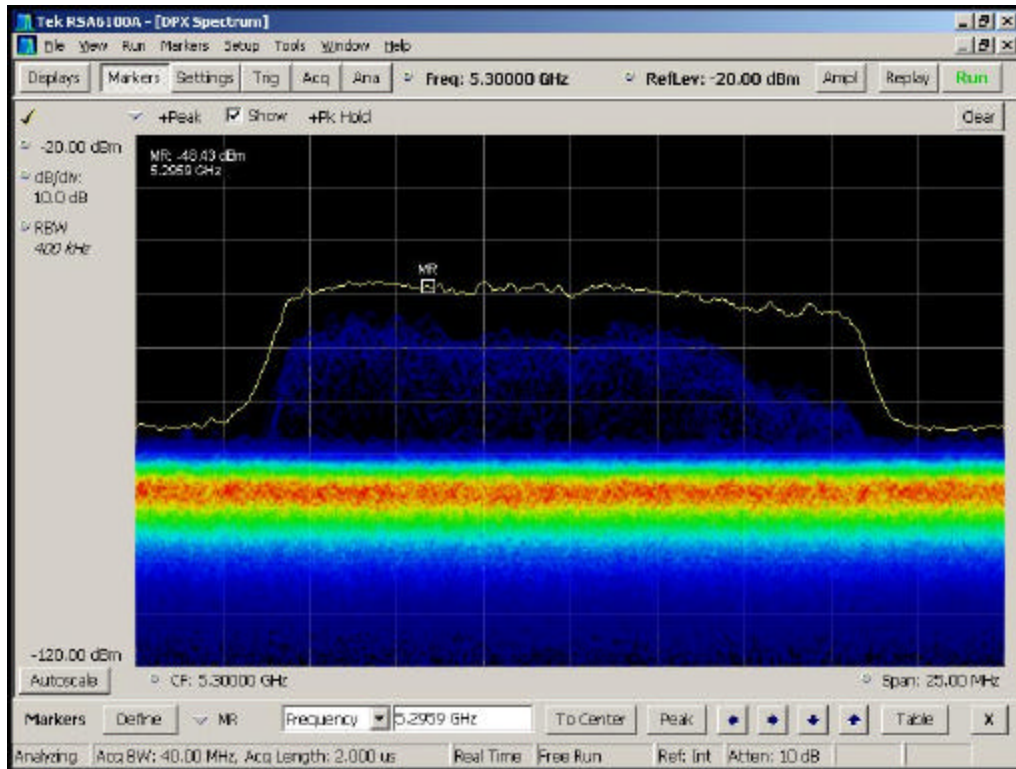 Tek RSA6100A - [DPX Spectrum]
File View Run Markers Setup Tools Window Help
Displays Markers Settings Trig Acq Ana Freq: 5.30000 GHz RefLev: -20.00 dBm Ampl Replay Run
+Peak Show +Pk Hold Clear
-20.00 dBm
dB/div:
10.0 dB
RBW
400 kHz
MR: -48.43 dBm
5.2959 GHz
MR
-120.00 dBm
Autoscale CF: 5.30000 GHz Span: 25.00 MHz
Markers Define MR Frequency 5.2959 GHz To Center Peak Table X
Analyzing Acq BW: 40.00 MHz, Acq Length: 2.000 us Real Time Free Run Ref: Int Atten: 10 dB